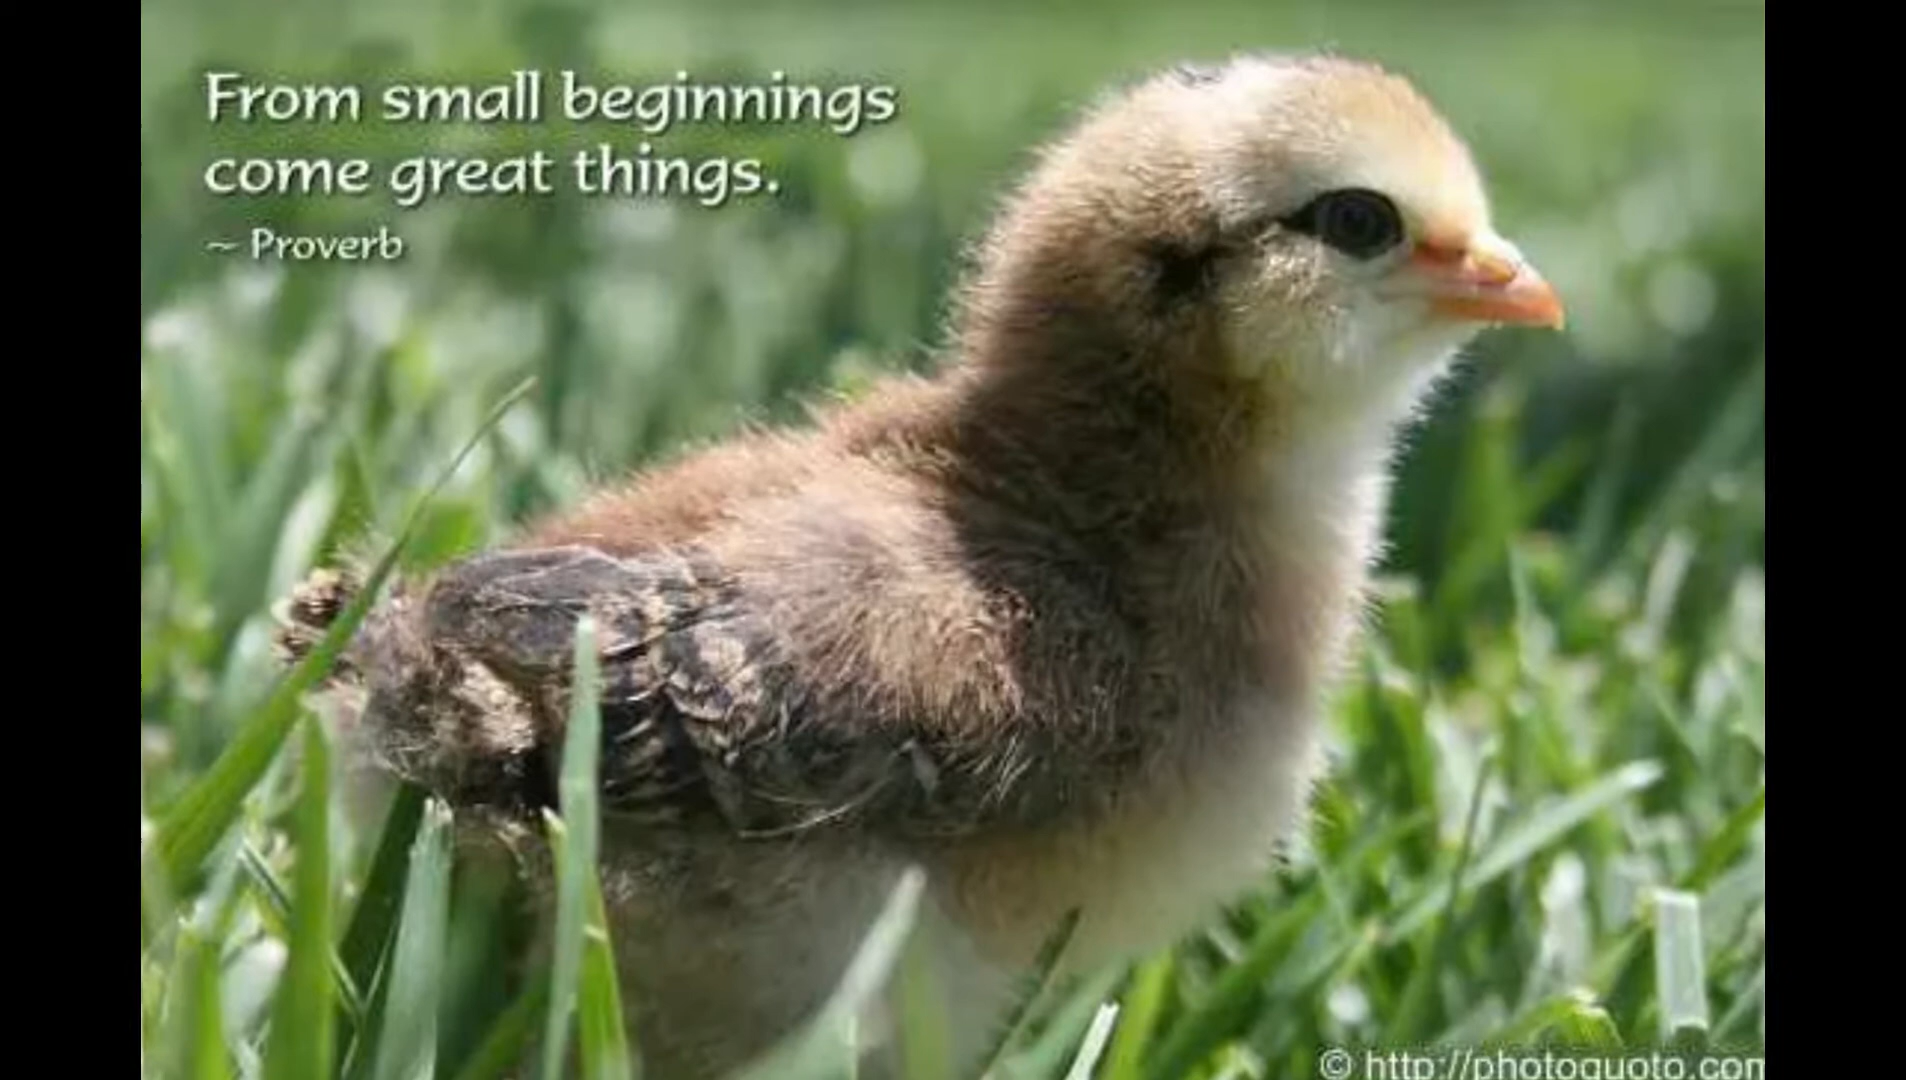 From small beginnings
come great things.
~ Proverb
© http://photoquoto.com